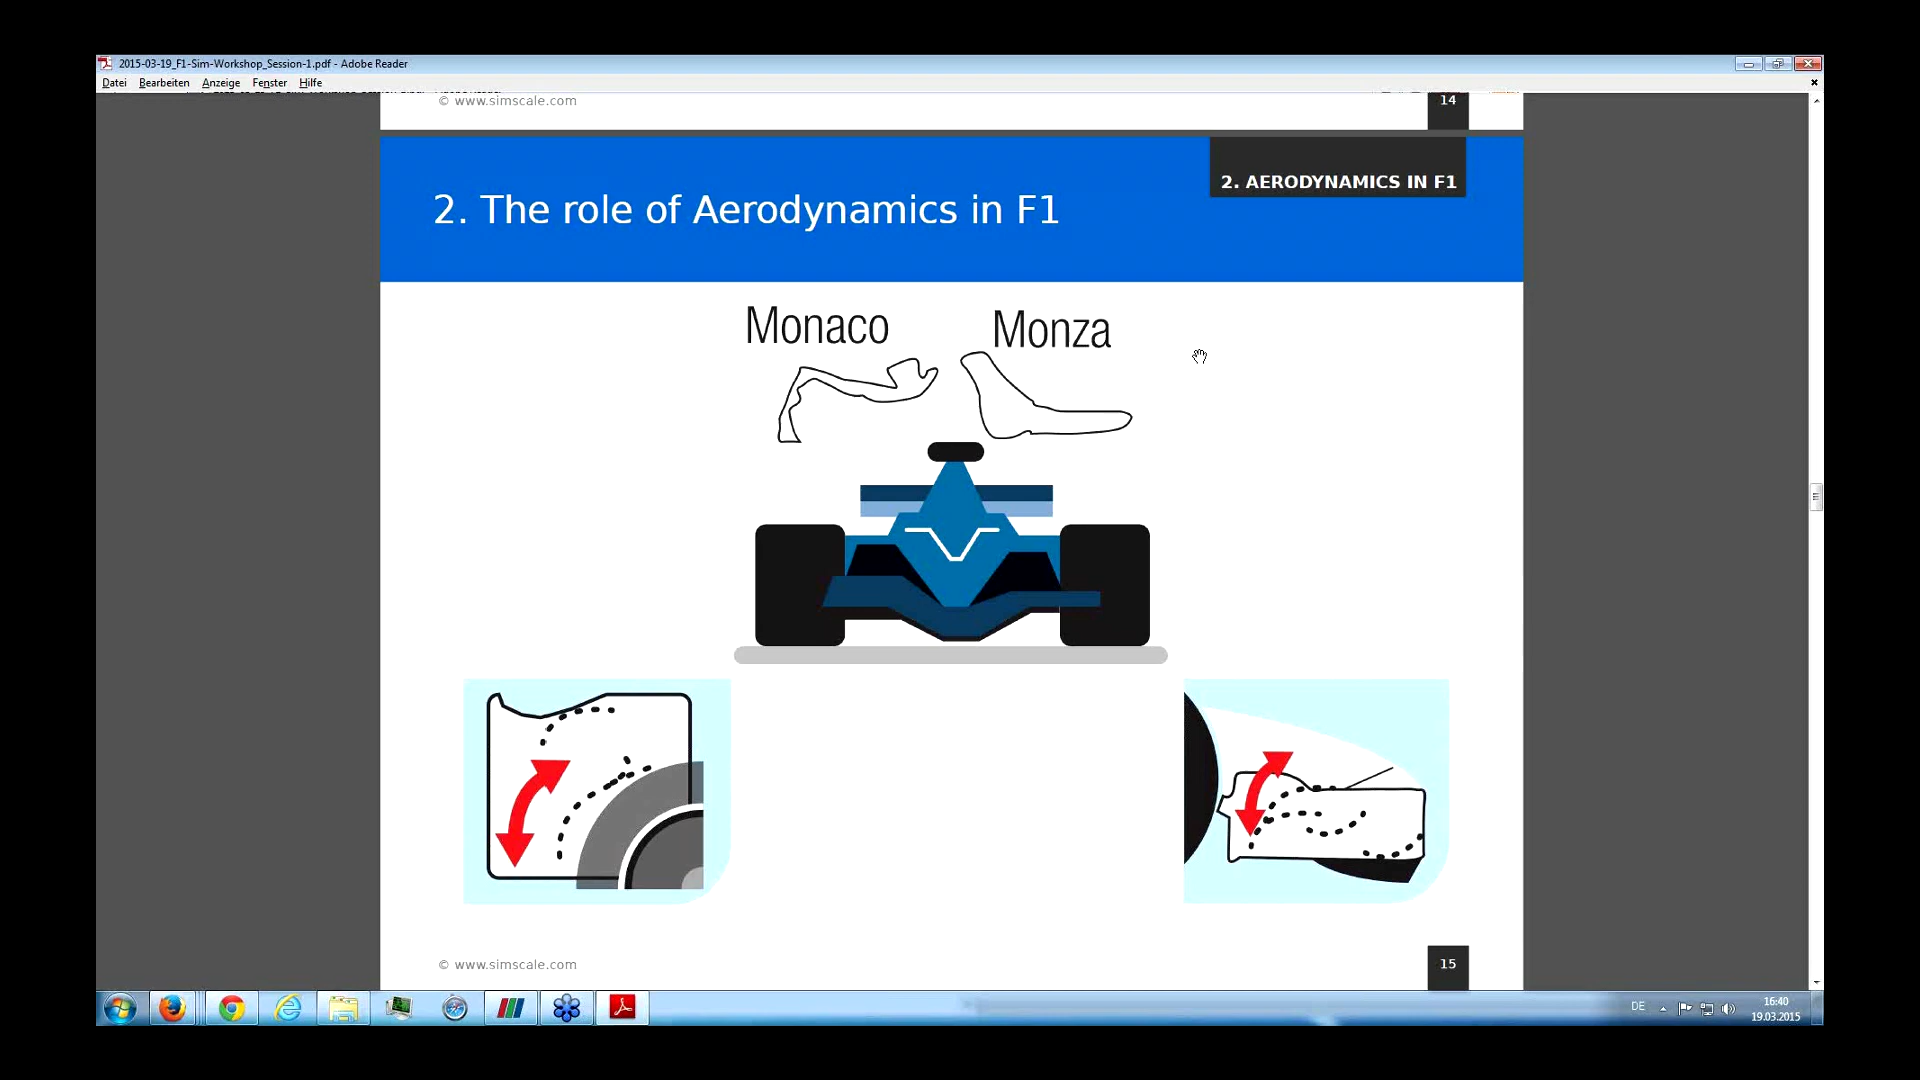 2015-03-19_F1-Sim-Workshop_Session-1.pdf - Adobe Reader
Datei Bearbeiten Anzeige Fenster Hilfe
© www.simscale.com
14
2. AERODYNAMICS IN F1
2. The role of Aerodynamics in F1
Monaco
Monza
© www.simscale.com
15
DE
16:40
19.03.2015